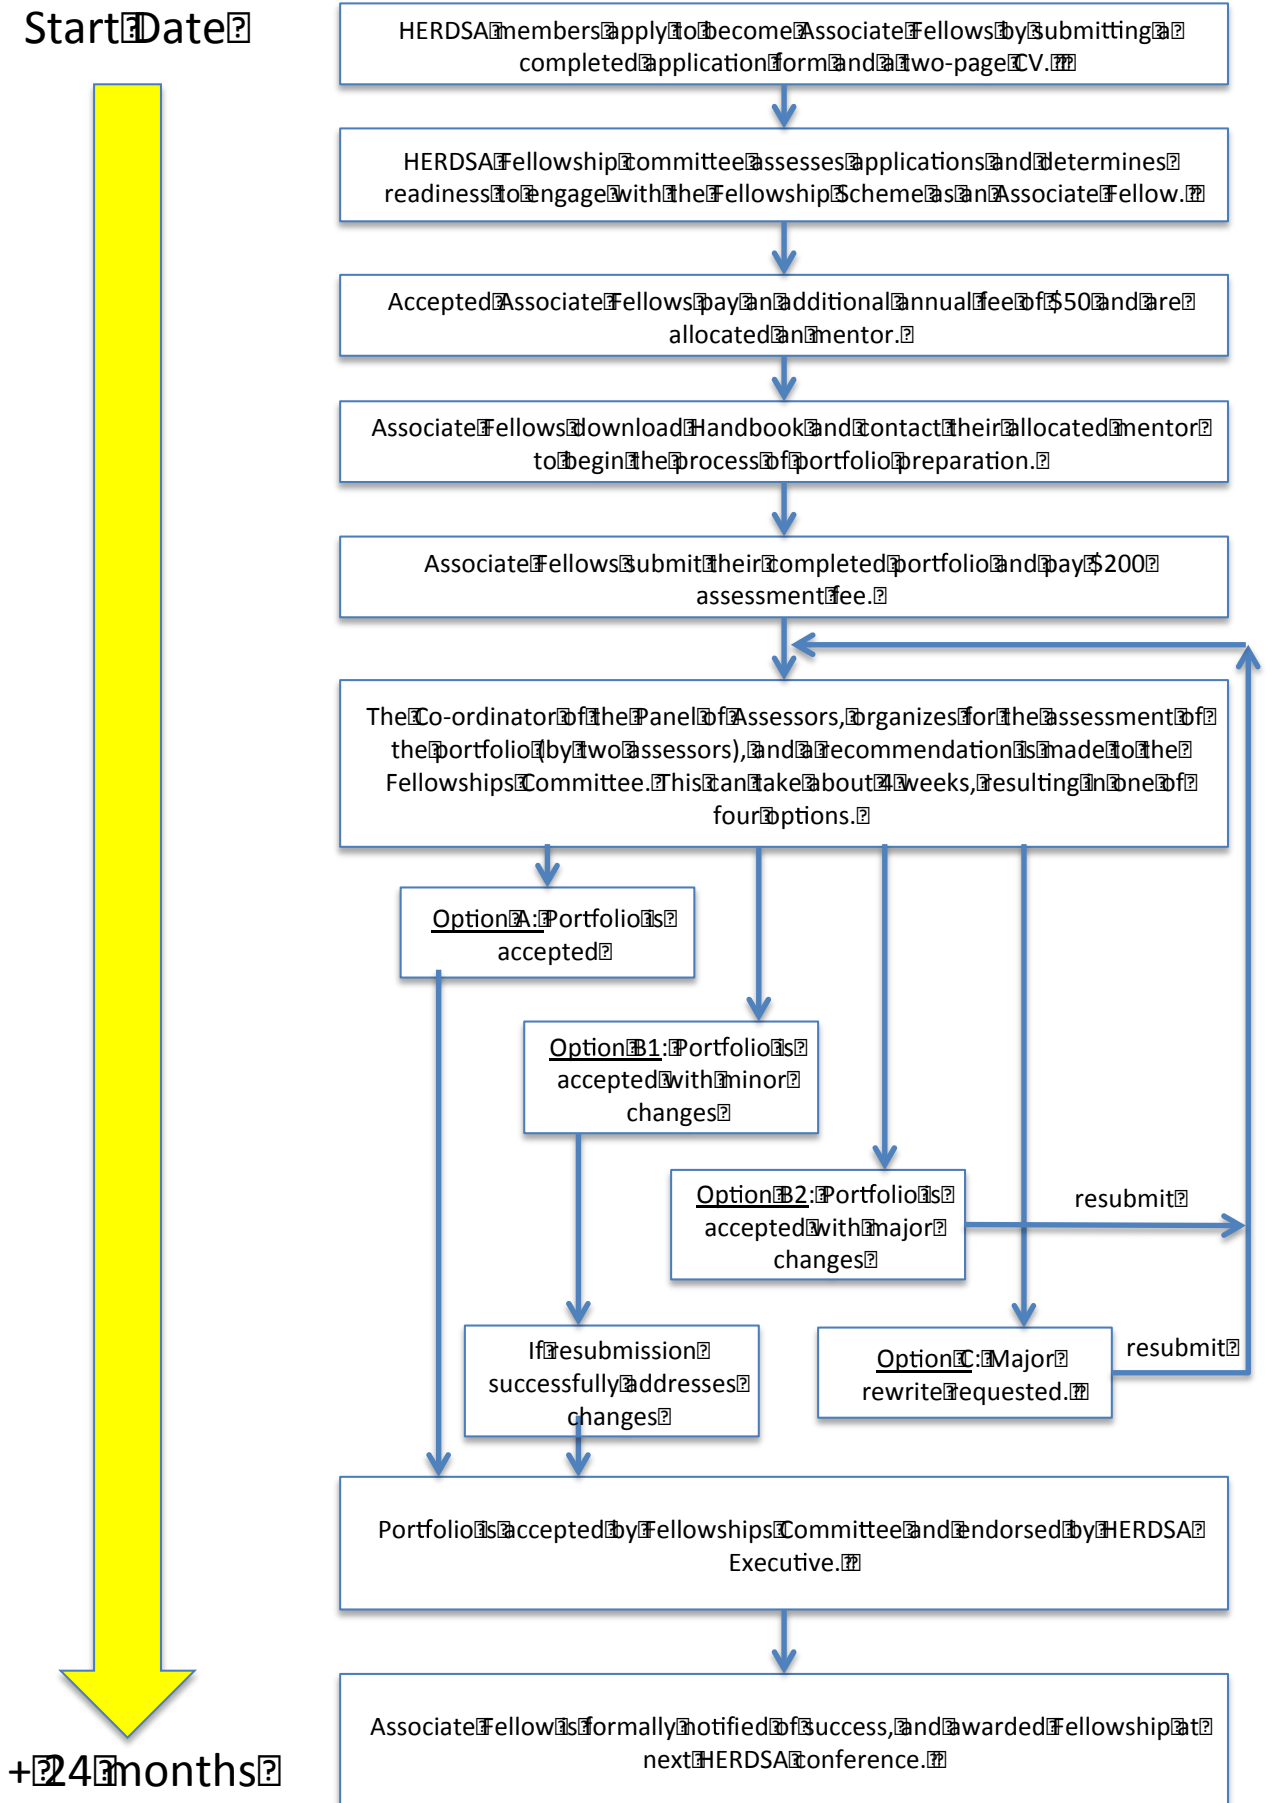 Start Date
HERDSA members apply to become Associate Fellows by submitting a
completed application form and a two-page CV.
HERDSA Fellowship committee assesses applications and determines
readiness to engage with the Fellowship Scheme as an Associate Fellow.
Accepted Associate Fellows pay an additional annual fee of $50 and are
allocated an mentor.
Associate Fellows download Handbook and contact their allocated mentor
to begin the process of portfolio preparation.
Associate Fellows submit their completed portfolio and pay $200
assessment fee.
The Co-ordinator of the Panel of Assessors, organizes for the assessment of
the portfolio (by two assessors), and a recommendation is made to the
Fellowships Committee. This can take about 4 weeks, resulting in one of
four options.
Option A: Portfolio is
accepted
Option B1: Portfolio is
accepted with minor
changes
Option B2: Portfolio is
accepted with major
changes
resubmit
If resubmission
successfully addresses
changes
Option C: Major
rewrite requested.
resubmit
Portfolio is accepted by Fellowships Committee and endorsed by HERDSA
Executive.
Associate Fellow is formally notified of success, and awarded Fellowship at
next HERDSA conference.
+ 24 months